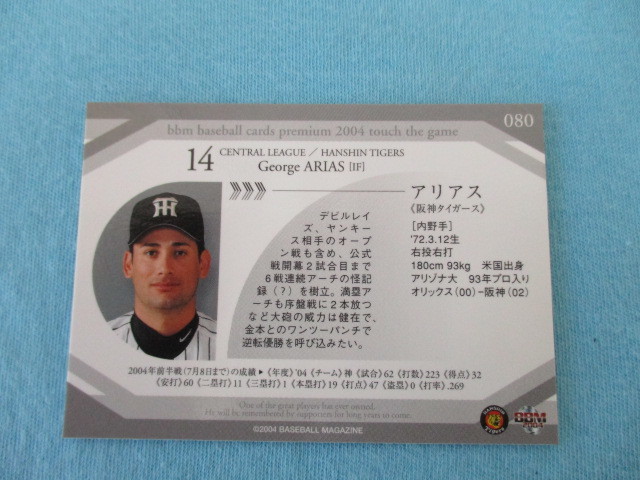 080
bbm baseball cards premium 2004 touch the game
14 CENTRAL LEAGUE / HANSHIN TIGERS
George ARIAS [IF]
アリアス
《阪神タイガース》
[内野手]
'72.3.12生
右投右打
180cm 93kg 米国出身
アリゾナ大 93年プロ入り
オリックス(00)−阪神(02)
デビルレイ
ズ、ヤンキー
ス相手のオープ
ン戦も含め、公式
戦開幕2試合目まで
6戦連続アーチの怪記
録(?)を樹立。満塁ア
ーチも序盤戦に2本放つ
など大砲の威力は健在で、
金本とのワンツーパンチで
逆転優勝を呼び込みたい。
2004年前半戦(7月8日まで)の成績▶《年度》'04《チーム》神《試合》62《打数》223《得点》32
《安打》60《二塁打》11《三塁打》1《本塁打》19《打点》47《盗塁》0《打率》.269
One of the great players has ever owned.
He will be remembered by supporters for long years to come.
©2004 BASEBALL MAGAZINE
HANSHIN
Tigers
BBM
2004